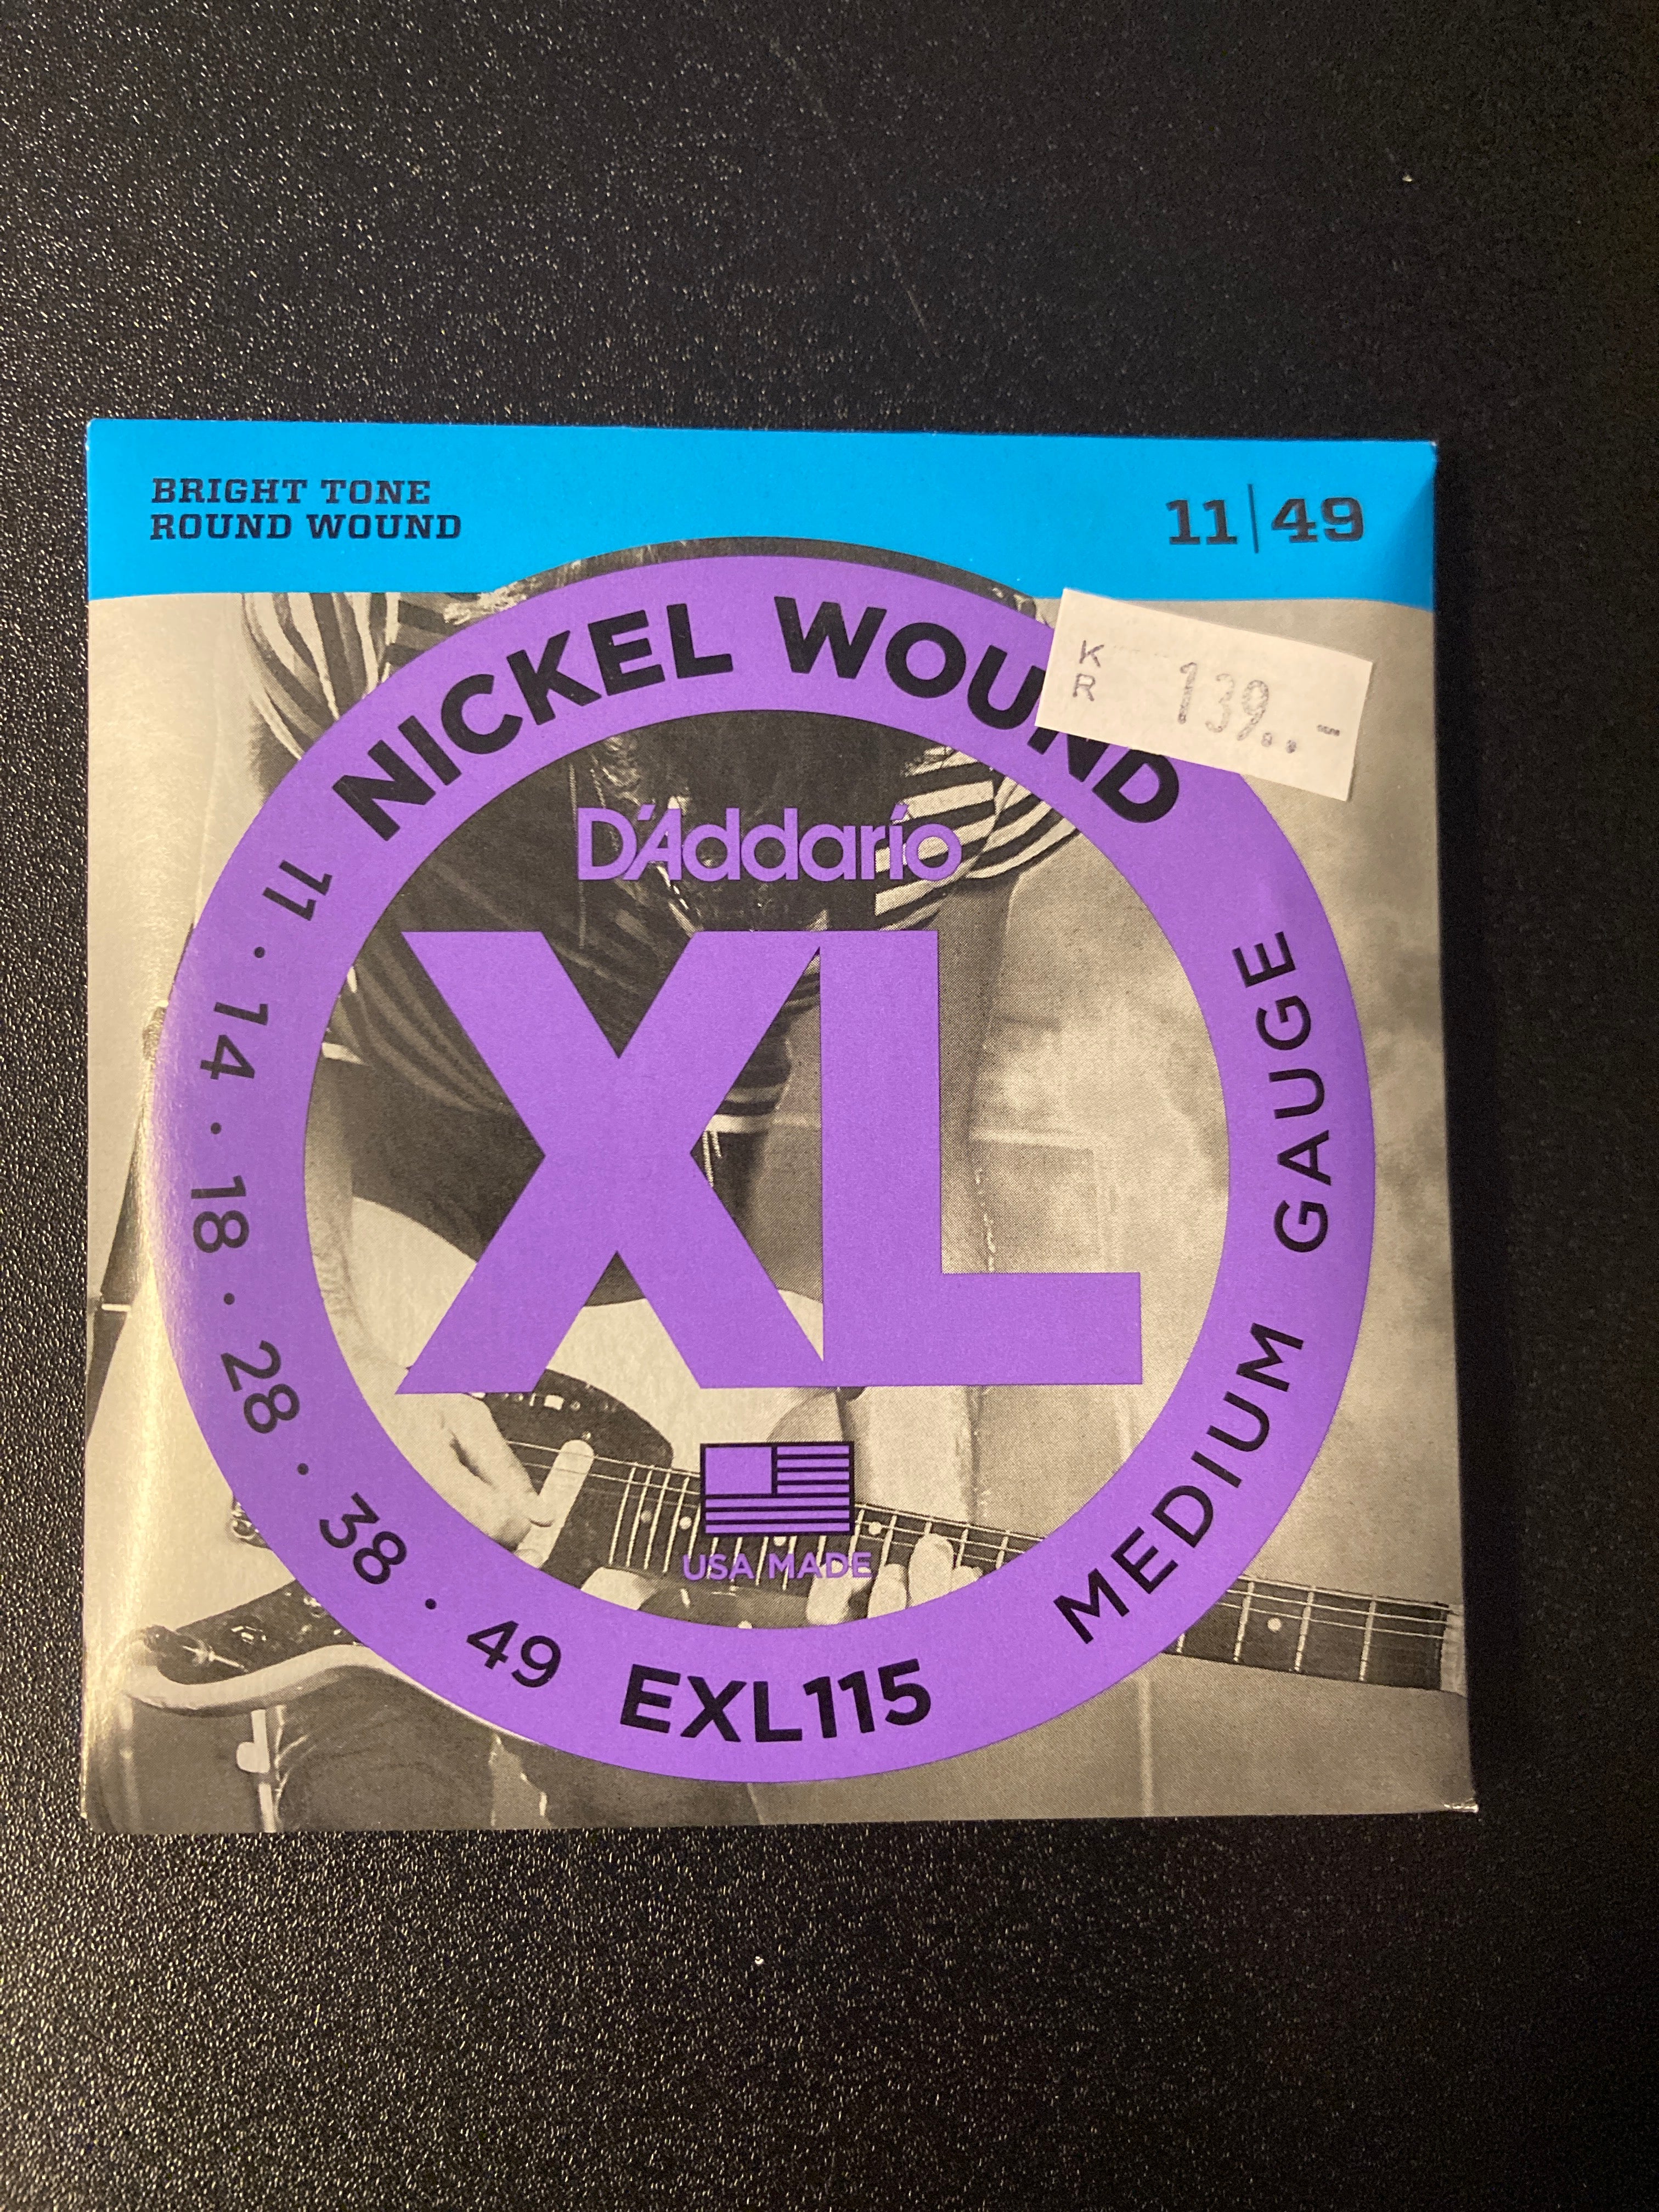 BRIGHT TONE
ROUND WOUND
11|49
NICKEL WOUND
K
R
139..-
D'Addario
XL
USA MADE
11 · 14 · 18 · 28 · 38 · 49
EXL115
MEDIUM GAUGE